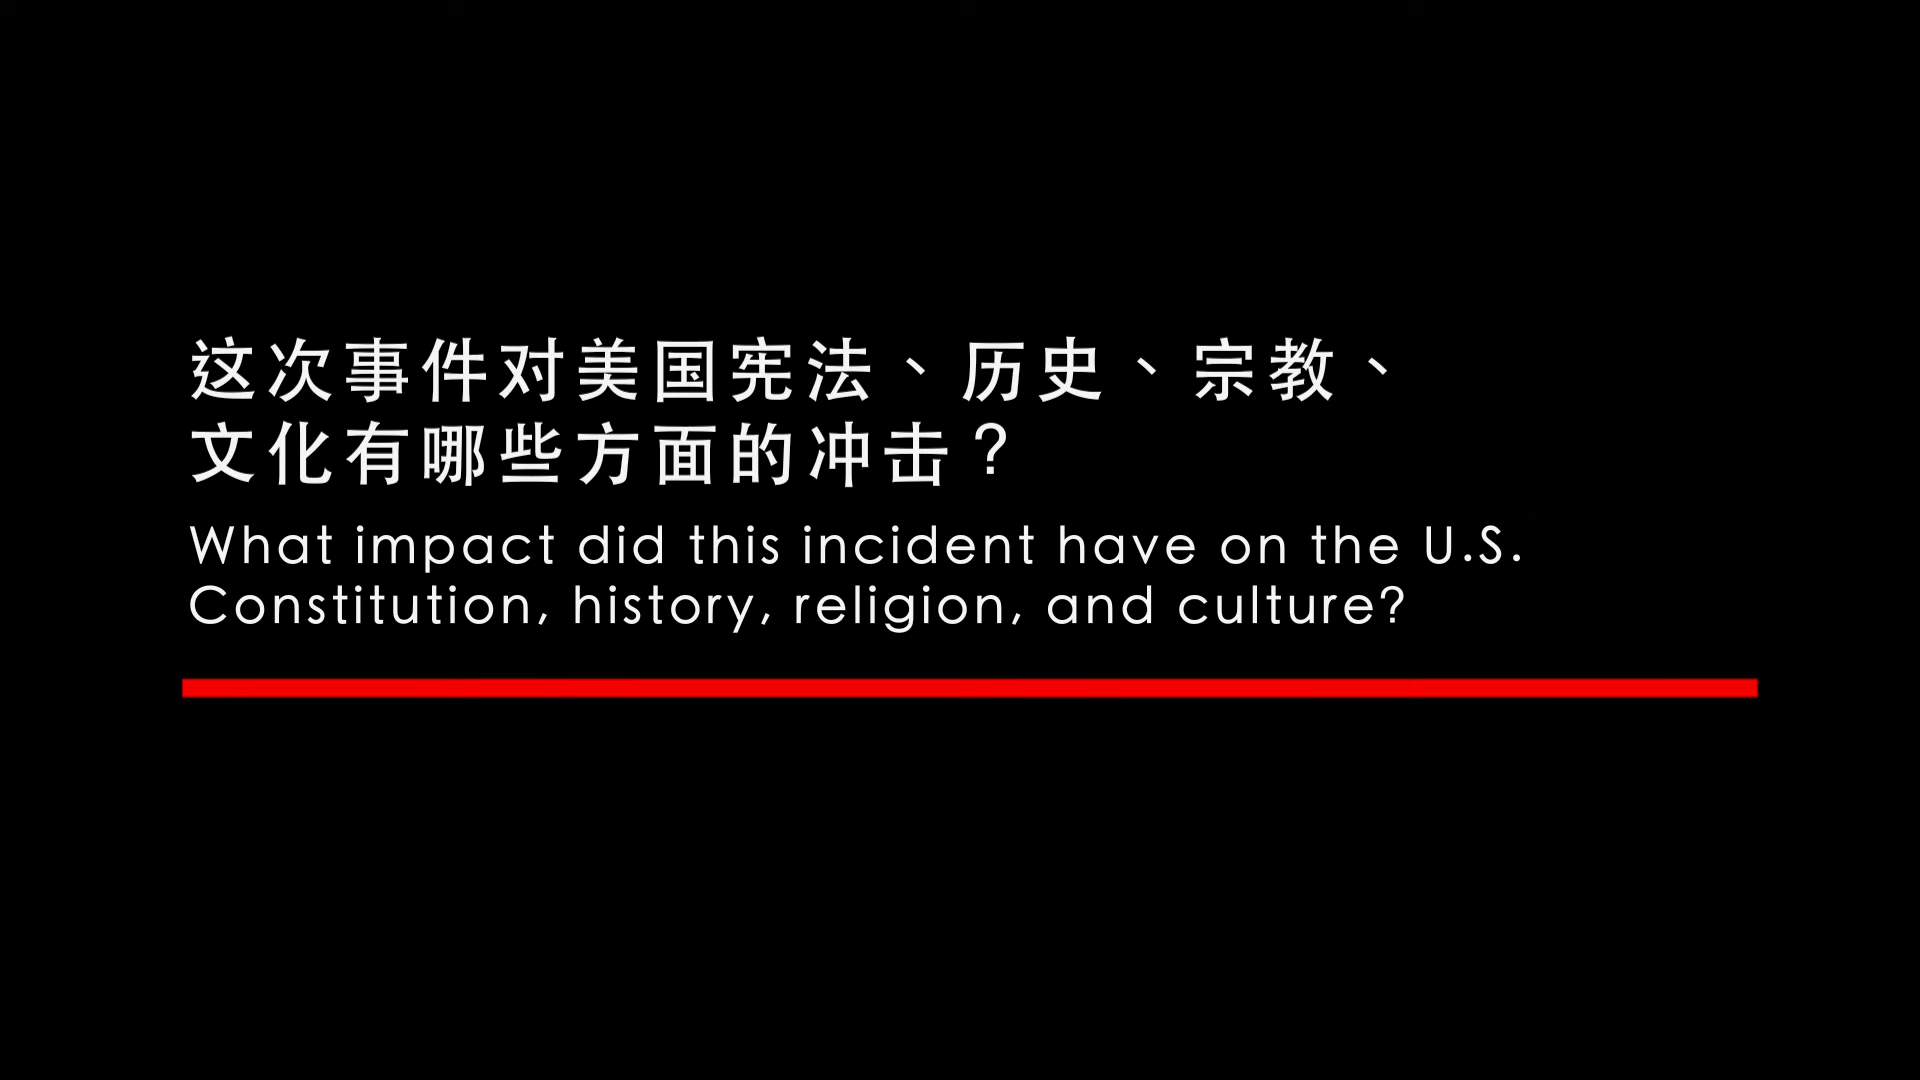 这次事件对美国宪法、历史、宗教、
文化有哪些方面的冲击？
What impact did this incident have on the U.S.
Constitution, history, religion, and culture?